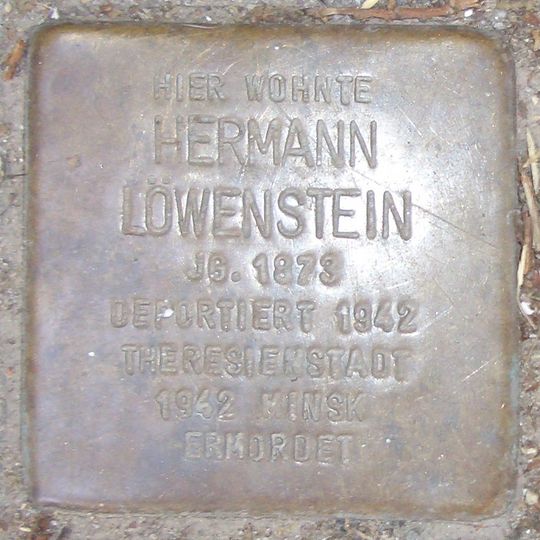 HIER WOHNTE
HERMANN
LÖWENSTEIN
JG. 1873
DEPORTIERT 1942
THERESIENSTADT
1942 MINSK
ERMORDET